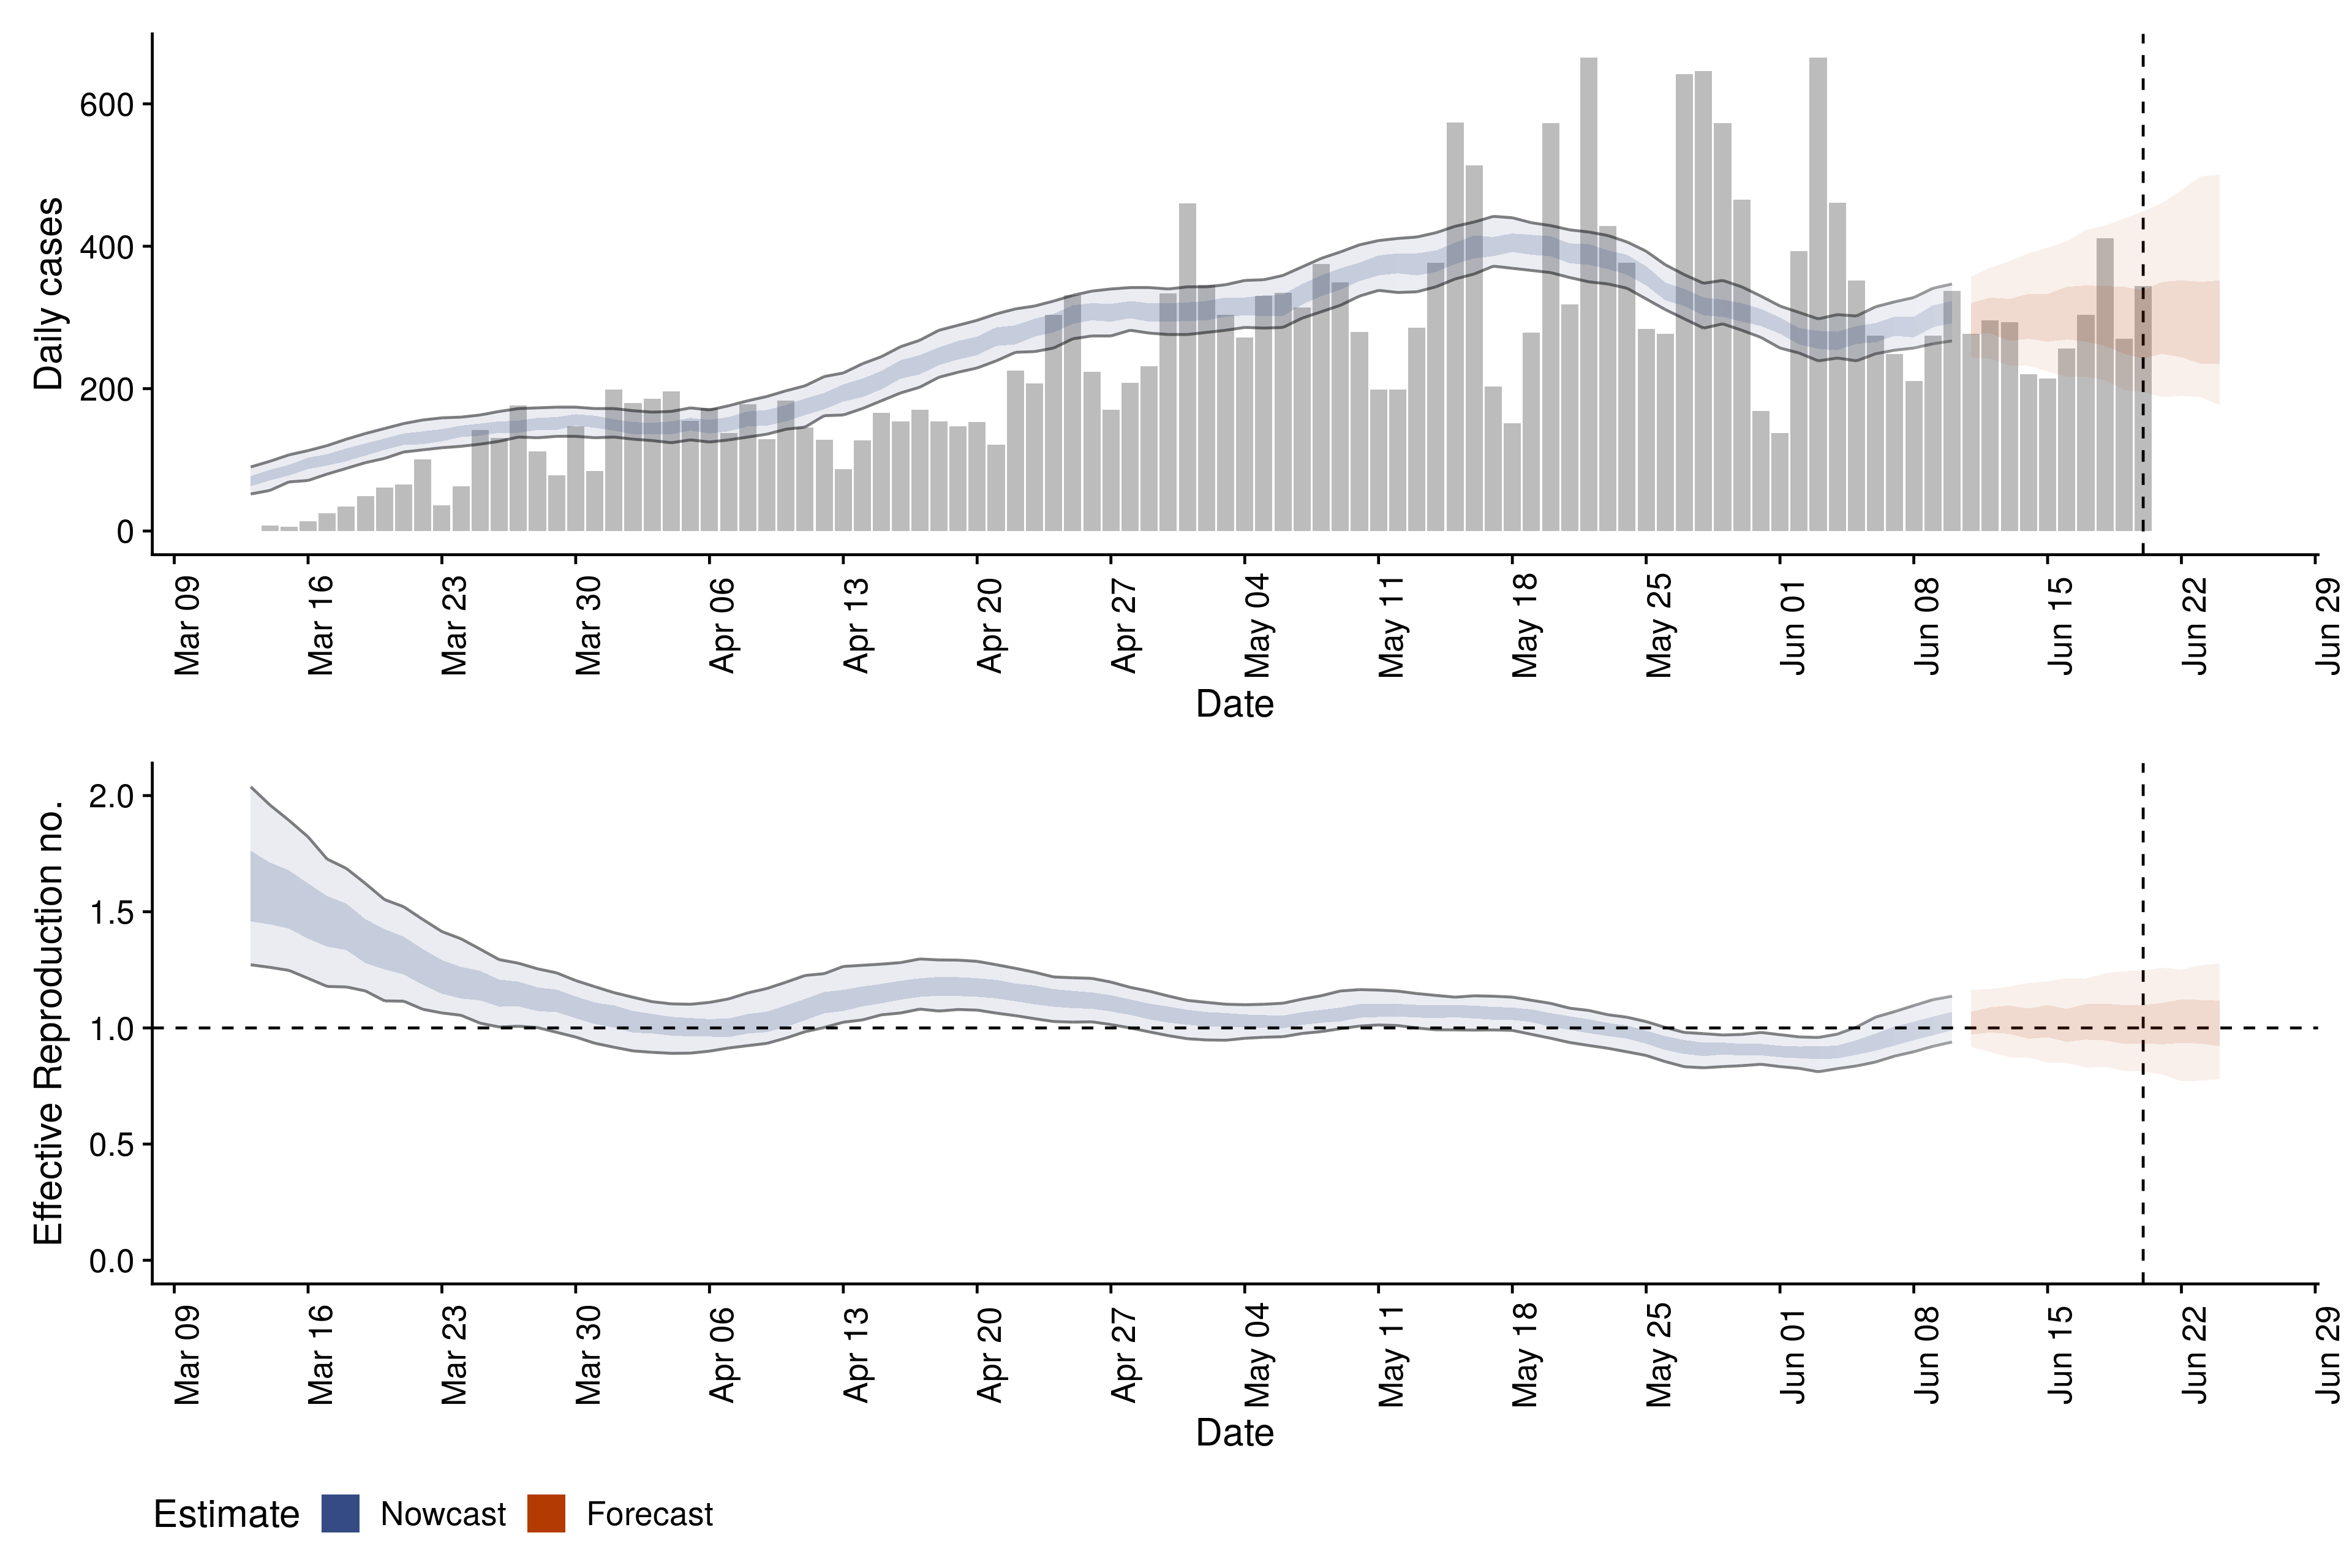 Daily cases
600
400
200
0
Mar 09
Mar 16
Mar 23
Mar 30
Apr 06
Apr 13
Apr 20
Apr 27
May 04
May 11
May 18
May 25
Jun 01
Jun 08
Jun 15
Jun 22
Jun 29
Date
Effective Reproduction no.
2.0
1.5
1.0
0.5
0.0
Mar 09
Mar 16
Mar 23
Mar 30
Apr 06
Apr 13
Apr 20
Apr 27
May 04
May 11
May 18
May 25
Jun 01
Jun 08
Jun 15
Jun 22
Jun 29
Date
Estimate Nowcast Forecast